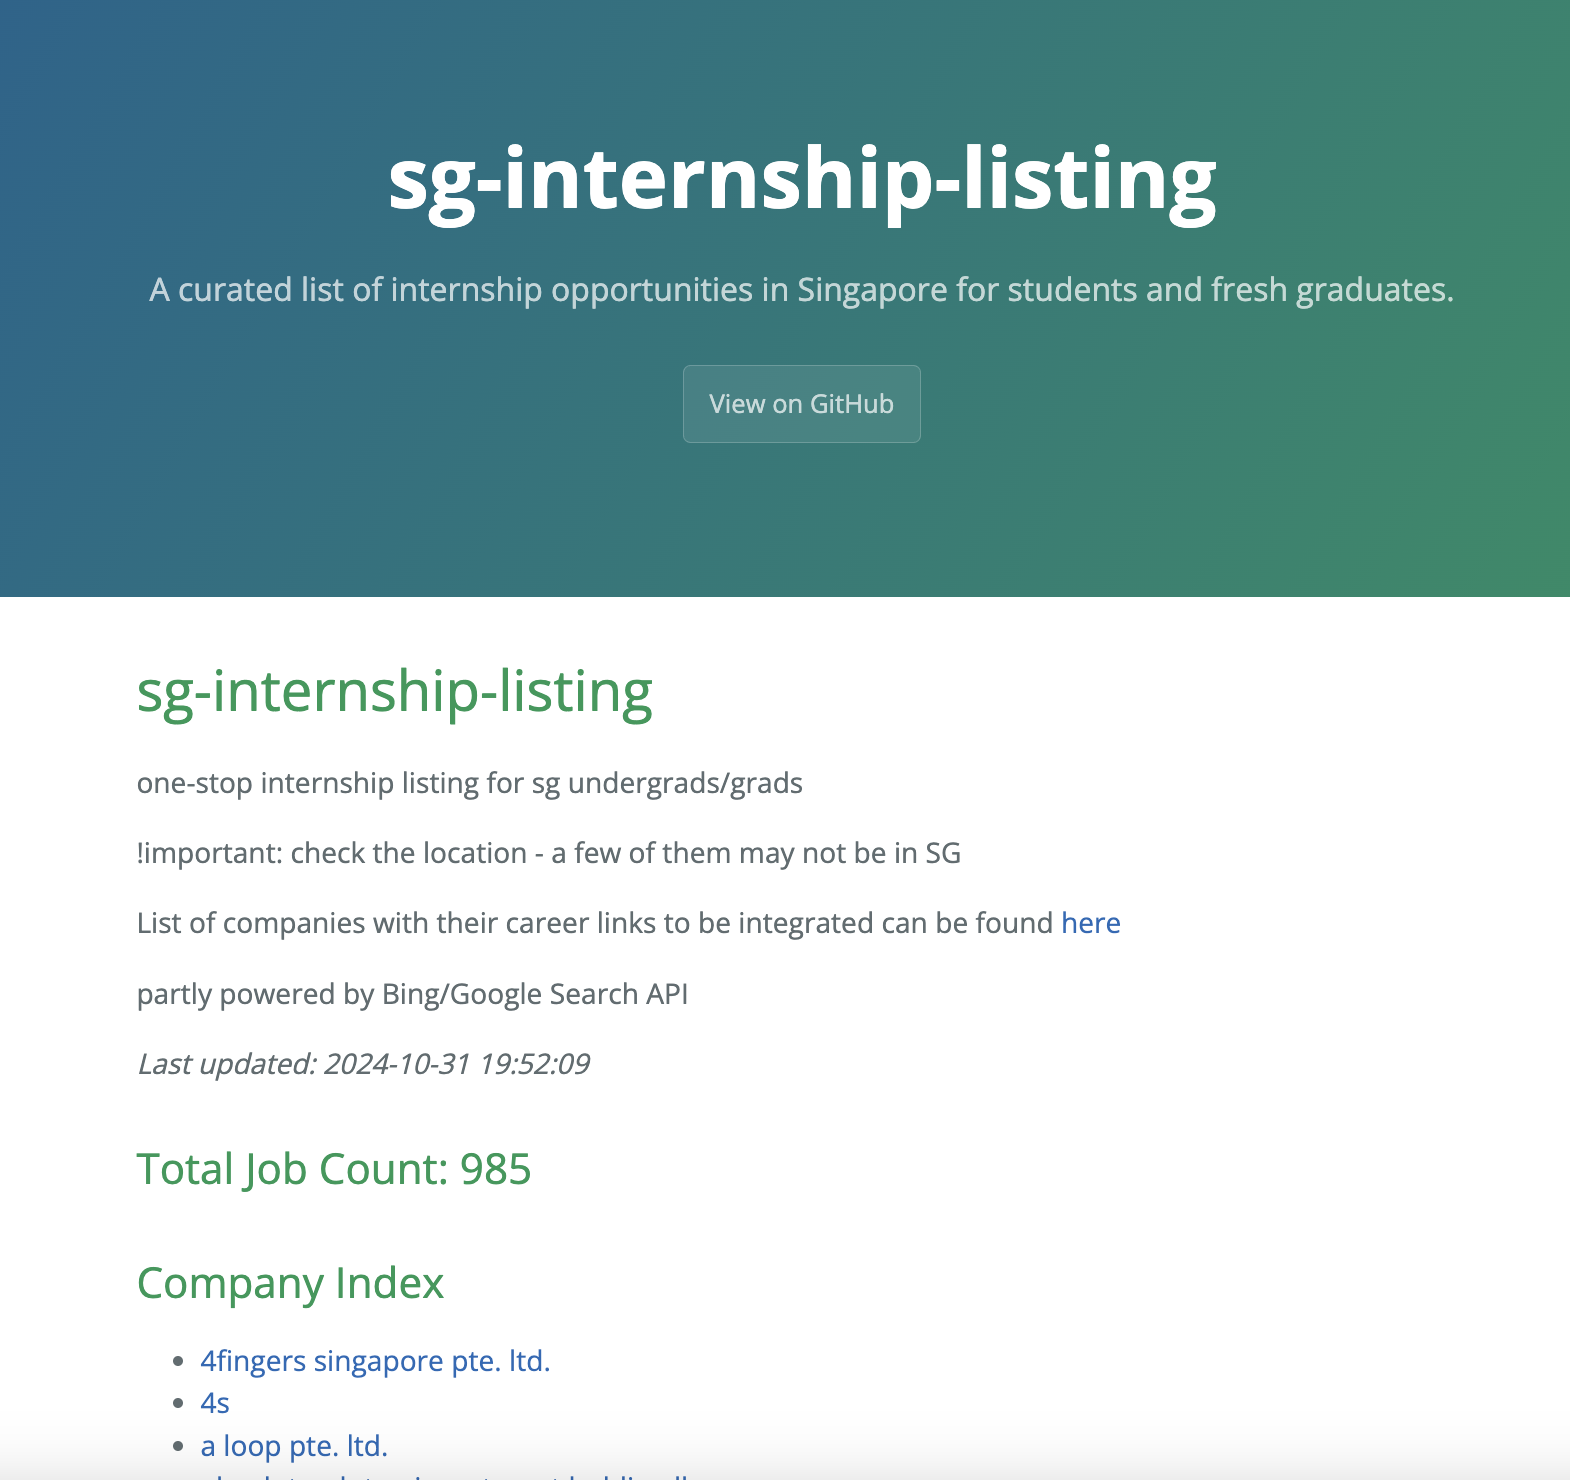 sg-internship-listing
A curated list of internship opportunities in Singapore for students and fresh graduates.
View on GitHub
sg-internship-listing
one-stop internship listing for sg undergrads/grads
!important: check the location - a few of them may not be in SG
List of companies with their career links to be integrated can be found here
partly powered by Bing/Google Search API
Last updated: 2024-10-31 19:52:09
Total Job Count: 985
Company Index
4fingers singapore pte. ltd.
4s
a loop pte. ltd.